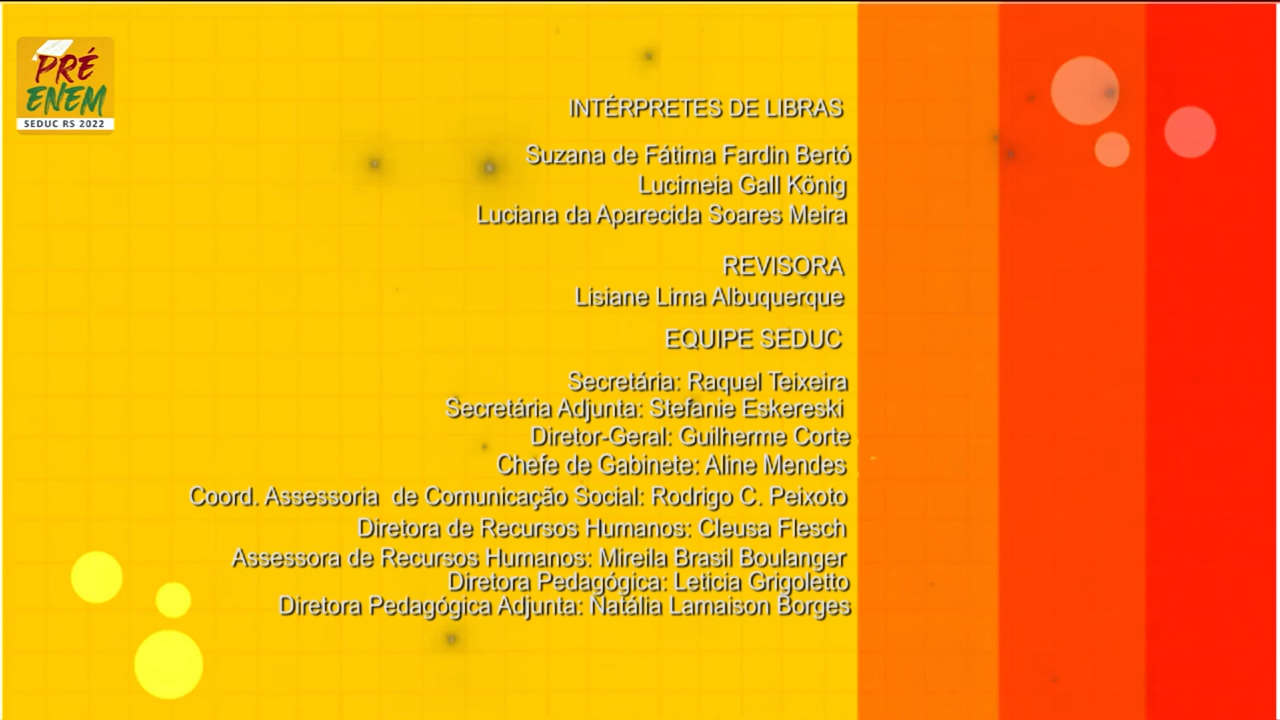 PRÉ
ENEM
SEDUC RS 2022
INTÉRPRETES DE LIBRAS
Suzana de Fátima Fardin Bertó
Lucimeia Gall König
Luciana da Aparecida Soares Meira
REVISORA
Lisiane Lima Albuquerque
EQUIPE SEDUC
Secretária: Raquel Teixeira
Secretária Adjunta: Stefanie Eskereski
Diretor-Geral: Guilherme Corte
Chefe de Gabinete: Aline Mendes
Coord. Assessoria de Comunicação Social: Rodrigo C. Peixoto
Diretora de Recursos Humanos: Cleusa Flesch
Assessora de Recursos Humanos: Mireila Brasil Boulanger
Diretora Pedagógica: Leticia Grigoletto
Diretora Pedagógica Adjunta: Natália Lamaison Borges